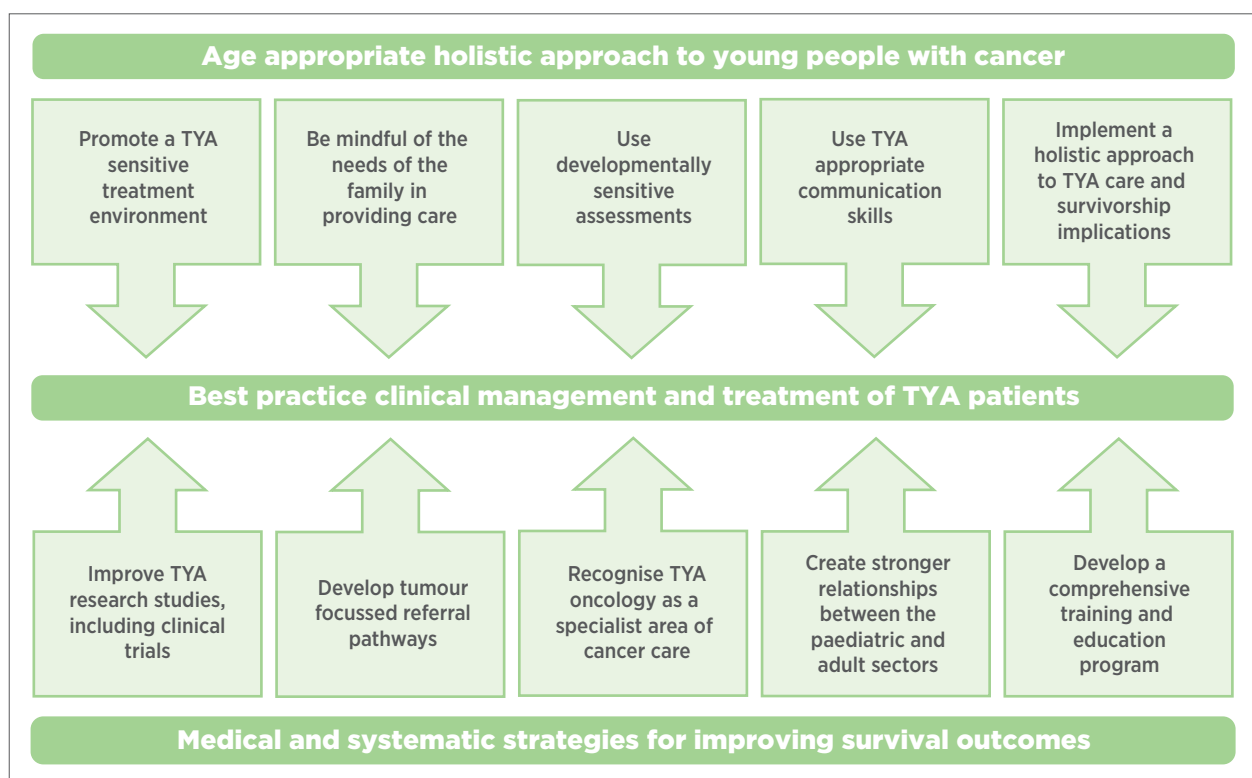 Age appropriate holistic approach to young people with cancer
Promote a TYA
sensitive
treatment
environment
Be mindful of the
needs of the
family in
providing care
Use
developmentally
sensitive
assessments
Use TYA
appropriate
communication
skills
Implement a
holistic approach
to TYA care and
survivorship
implications
Best practice clinical management and treatment of TYA patients
Improve TYA
research studies,
including clinical
trials
Develop tumour
focussed referral
pathways
Recognise TYA
oncology as a
specialist area of
cancer care
Create stronger
relationships
between the
paediatric and
adult sectors
Develop a
comprehensive
training and
education
program
Medical and systematic strategies for improving survival outcomes